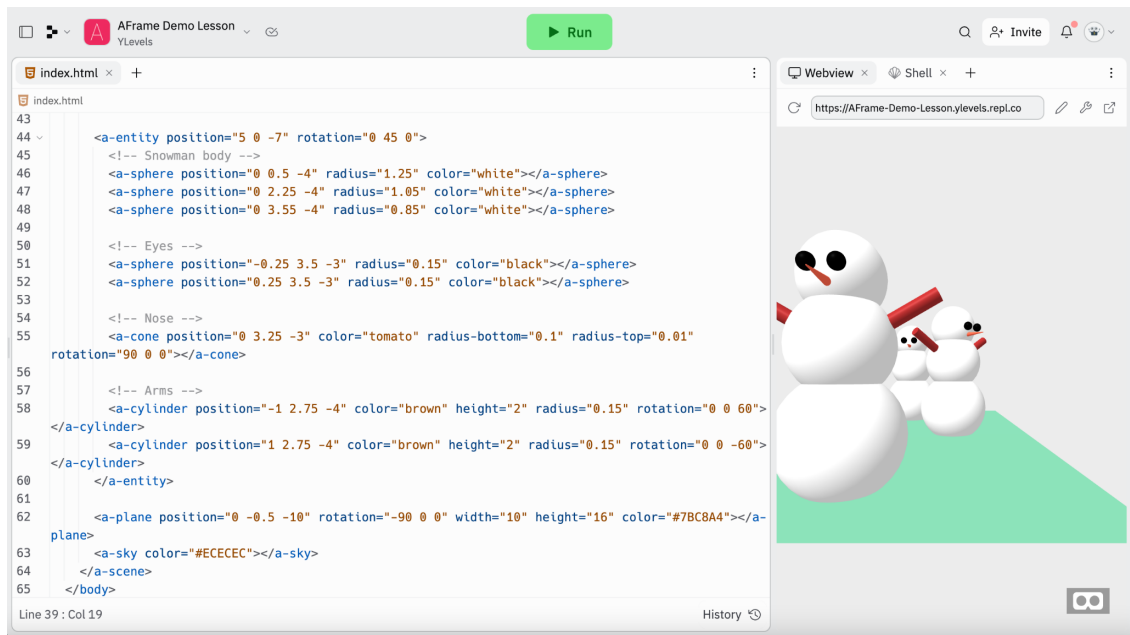 AFrame Demo Lesson
YLevels
Run
Invite
index.html
Webview
Shell
index.html
https://AFrame-Demo-Lesson.ylevels.repl.co
43
44 <a-entity position="5 0 -7" rotation="0 45 0">
45 <!-- Snowman body -->
46 <a-sphere position="0 0.5 -4" radius="1.25" color="white"></a-sphere>
47 <a-sphere position="0 2.25 -4" radius="1.05" color="white"></a-sphere>
48 <a-sphere position="0 3.55 -4" radius="0.85" color="white"></a-sphere>
49
50 <!-- Eyes -->
51 <a-sphere position="-0.25 3.5 -3" radius="0.15" color="black"></a-sphere>
52 <a-sphere position="0.25 3.5 -3" radius="0.15" color="black"></a-sphere>
53
54 <!-- Nose -->
55 <a-cone position="0 3.25 -3" color="tomato" radius-bottom="0.1" radius-top="0.01"
rotation="90 0 0"></a-cone>
56
57 <!-- Arms -->
58 <a-cylinder position="-1 2.75 -4" color="brown" height="2" radius="0.15" rotation="0 0 60">
</a-cylinder>
59 <a-cylinder position="1 2.75 -4" color="brown" height="2" radius="0.15" rotation="0 0 -60">
</a-cylinder>
60 </a-entity>
61
62 <a-plane position="0 -0.5 -10" rotation="-90 0 0" width="10" height="16" color="#7BC8A4"></a-
plane>
63 <a-sky color="#ECECEC"></a-sky>
64 </a-scene>
65 </body>
Line 39 : Col 19
History